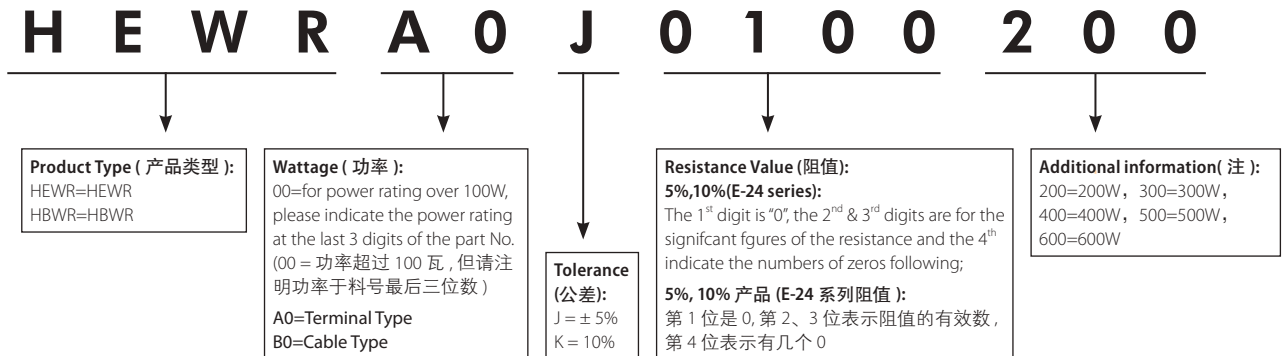 H E W R A 0 J 0 1 0 0 2 0 0
Product Type ( 产品类型 ):
HEWR=HEWR
HBWR=HBWR
Wattage ( 功率 ):
00=for power rating over 100W,
please indicate the power rating
at the last 3 digits of the part No.
(00 = 功率超过 100 瓦 , 但请注
明功率于料号最后三位数 )
A0=Terminal Type
B0=Cable Type
Tolerance
(公差):
J = ± 5%
K = 10%
Resistance Value (阻值):
5%,10%(E-24 series):
The 1st digit is "0", the 2nd & 3rd digits are for the
signifcant fgures of the resistance and the 4th
indicate the numbers of zeros following;
5%, 10% 产品 (E-24 系列阻值 ):
第 1 位是 0, 第 2、3 位表示阻值的有效数 ,
第 4 位表示有几个 0
Additional information( 注 ):
200=200W，300=300W，
400=400W，500=500W，
600=600W